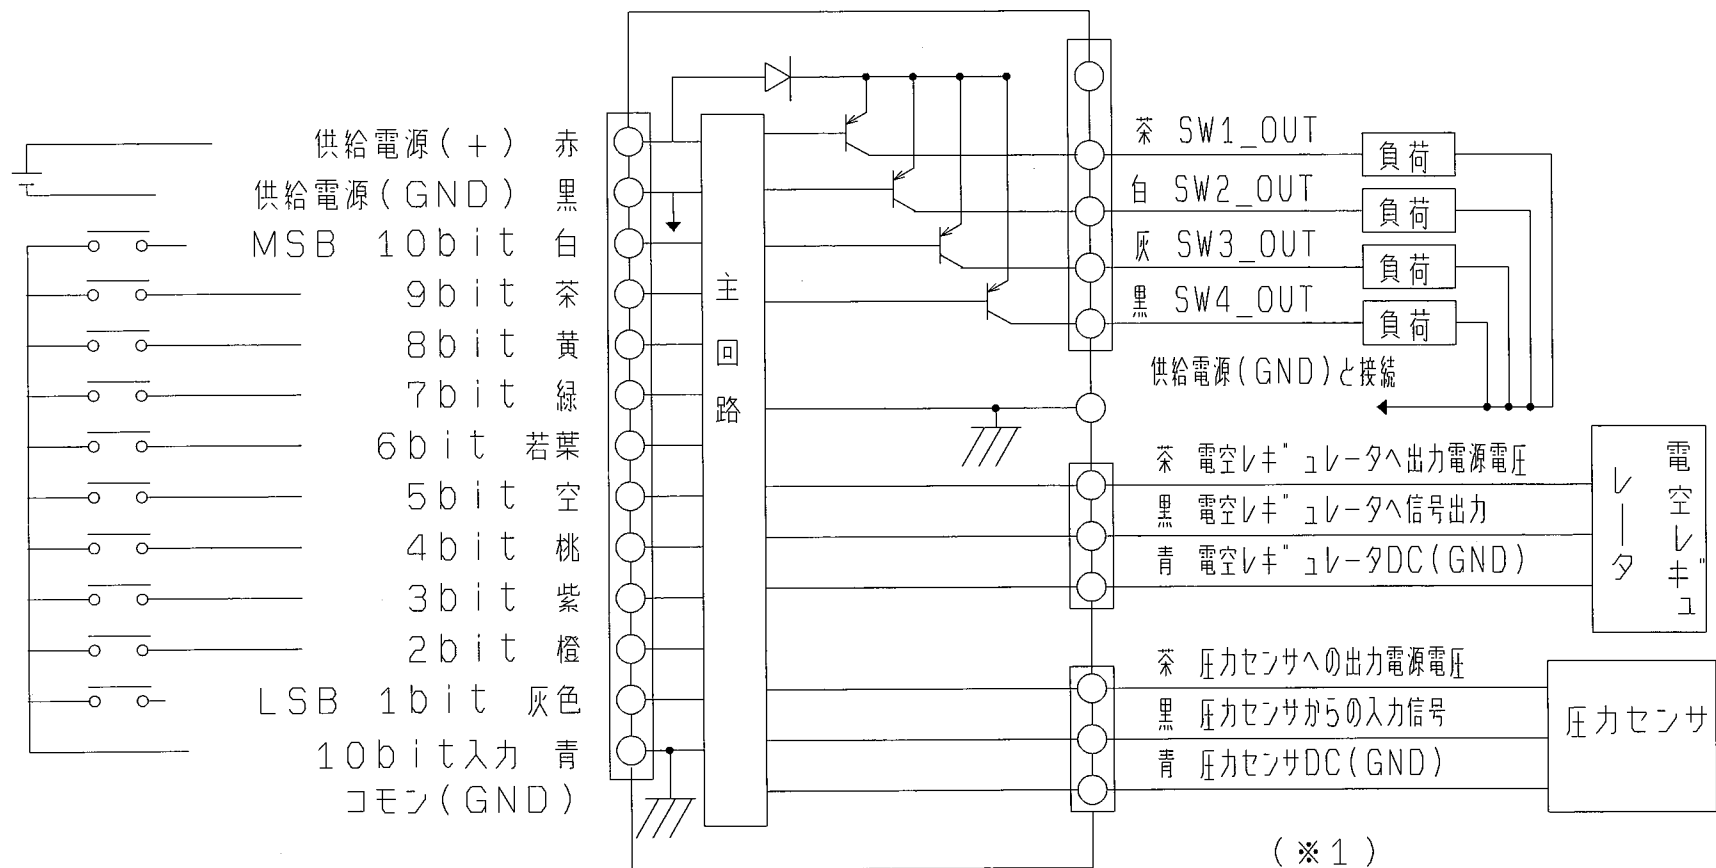 供給電源(+) 赤
供給電源(GND) 黒
MSB 10bit 白
9bit 茶
8bit 黄
7bit 緑
6bit 若葉
5bit 空
4bit 桃
3bit 紫
2bit 橙
LSB 1bit 灰色
10bit入力 青
コモン(GND)
主回路
茶 SW1_OUT
負荷
白 SW2_OUT
負荷
灰 SW3_OUT
負荷
黒 SW4_OUT
負荷
供給電源(GND)と接続
茶 電空レギュレータへ出力電源電圧
黒 電空レギュレータへ信号出力
青 電空レギュレータDC(GND)
電空レギュ
レータ
茶 圧力センサへの出力電源電圧
黒 圧力センサからの入力信号
青 圧力センサDC(GND)
圧力センサ
(※1)